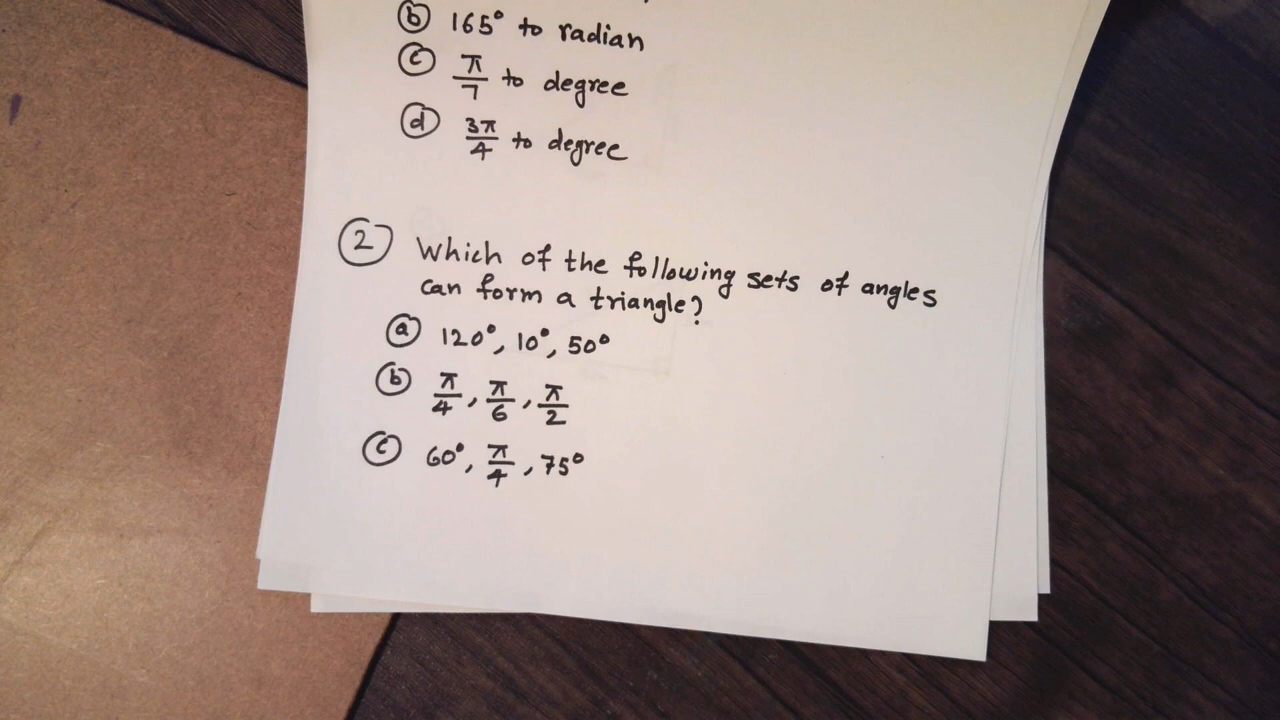 ⓑ 165° to radian
ⓒ π/7 to degree
ⓓ 3π/4 to degree
② Which of the following sets of angles
can form a triangle?
ⓐ 120°, 10°, 50°
ⓑ π/4, π/6, π/2
ⓒ 60°, π/4, 75°